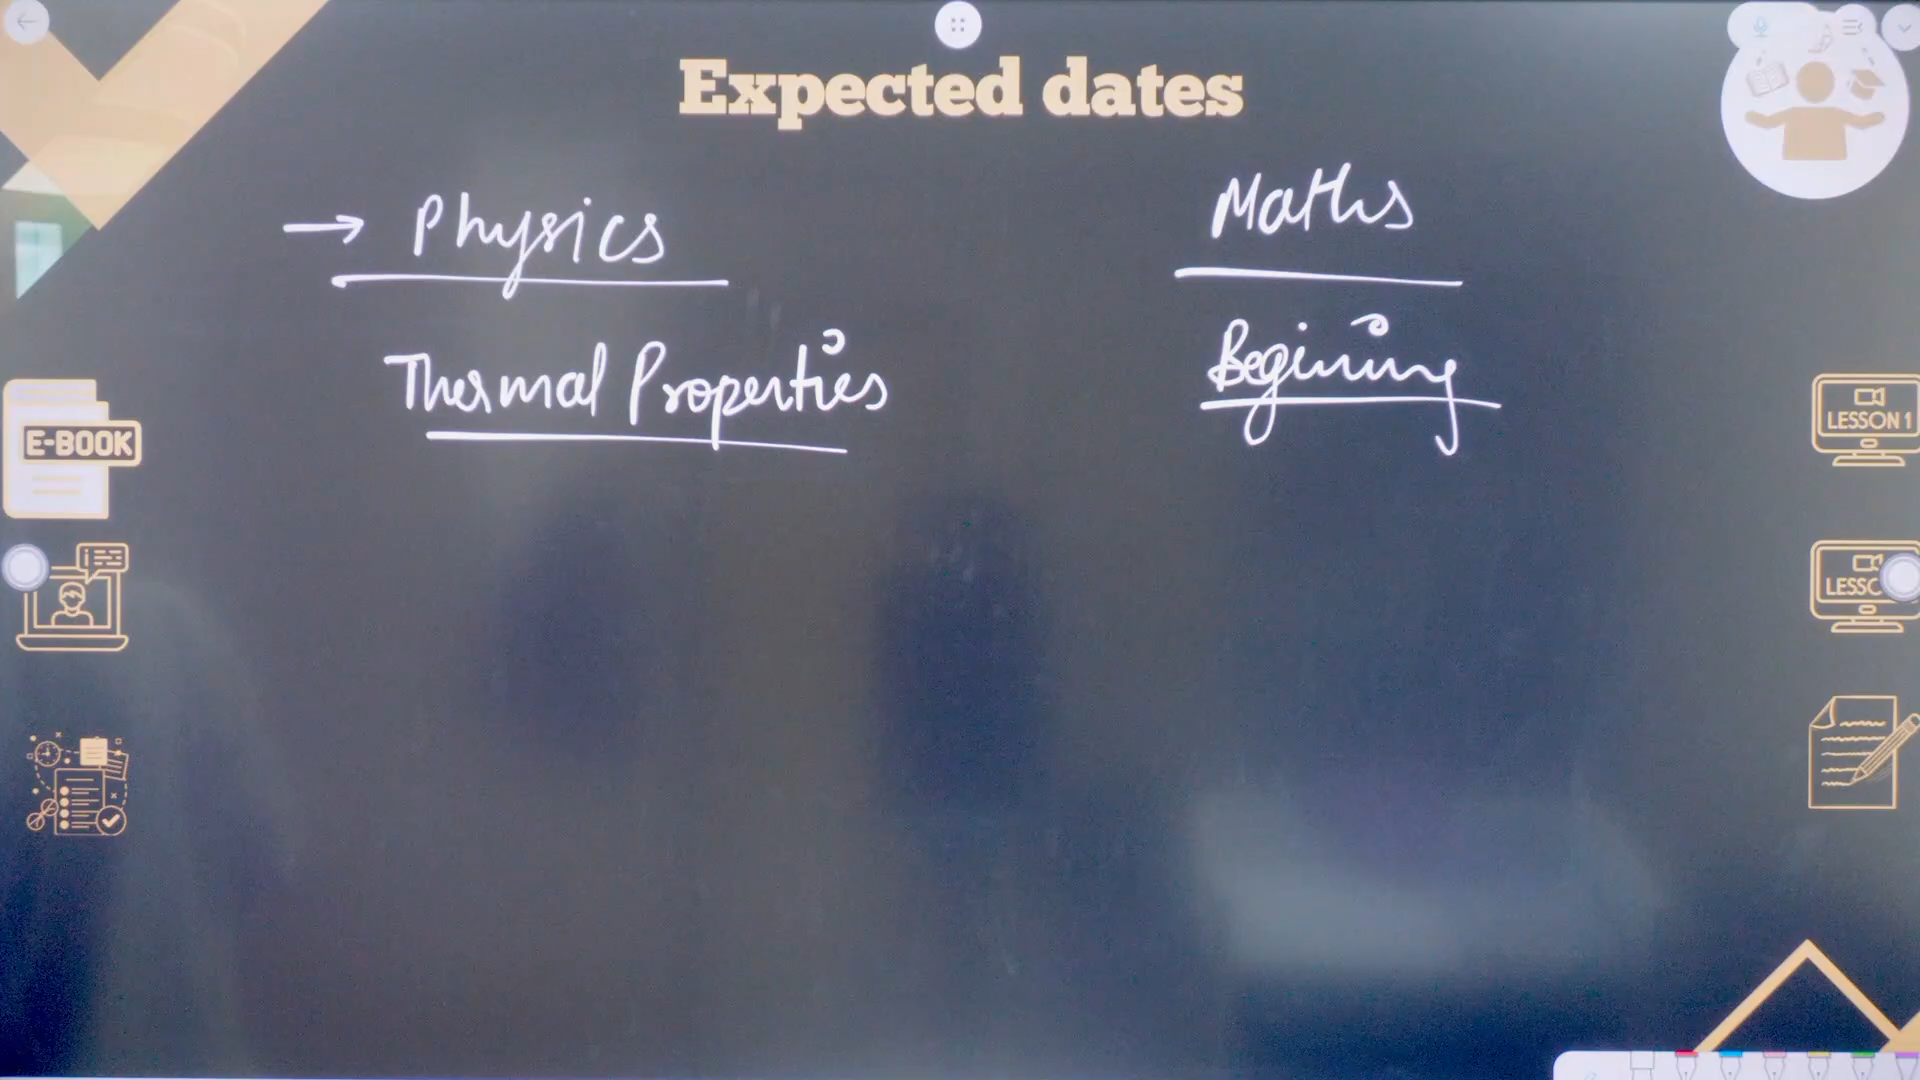 Expected dates
→ Physics
Maths
Thermal Properties
Begining
E-BOOK
LESSON 1
LESSO